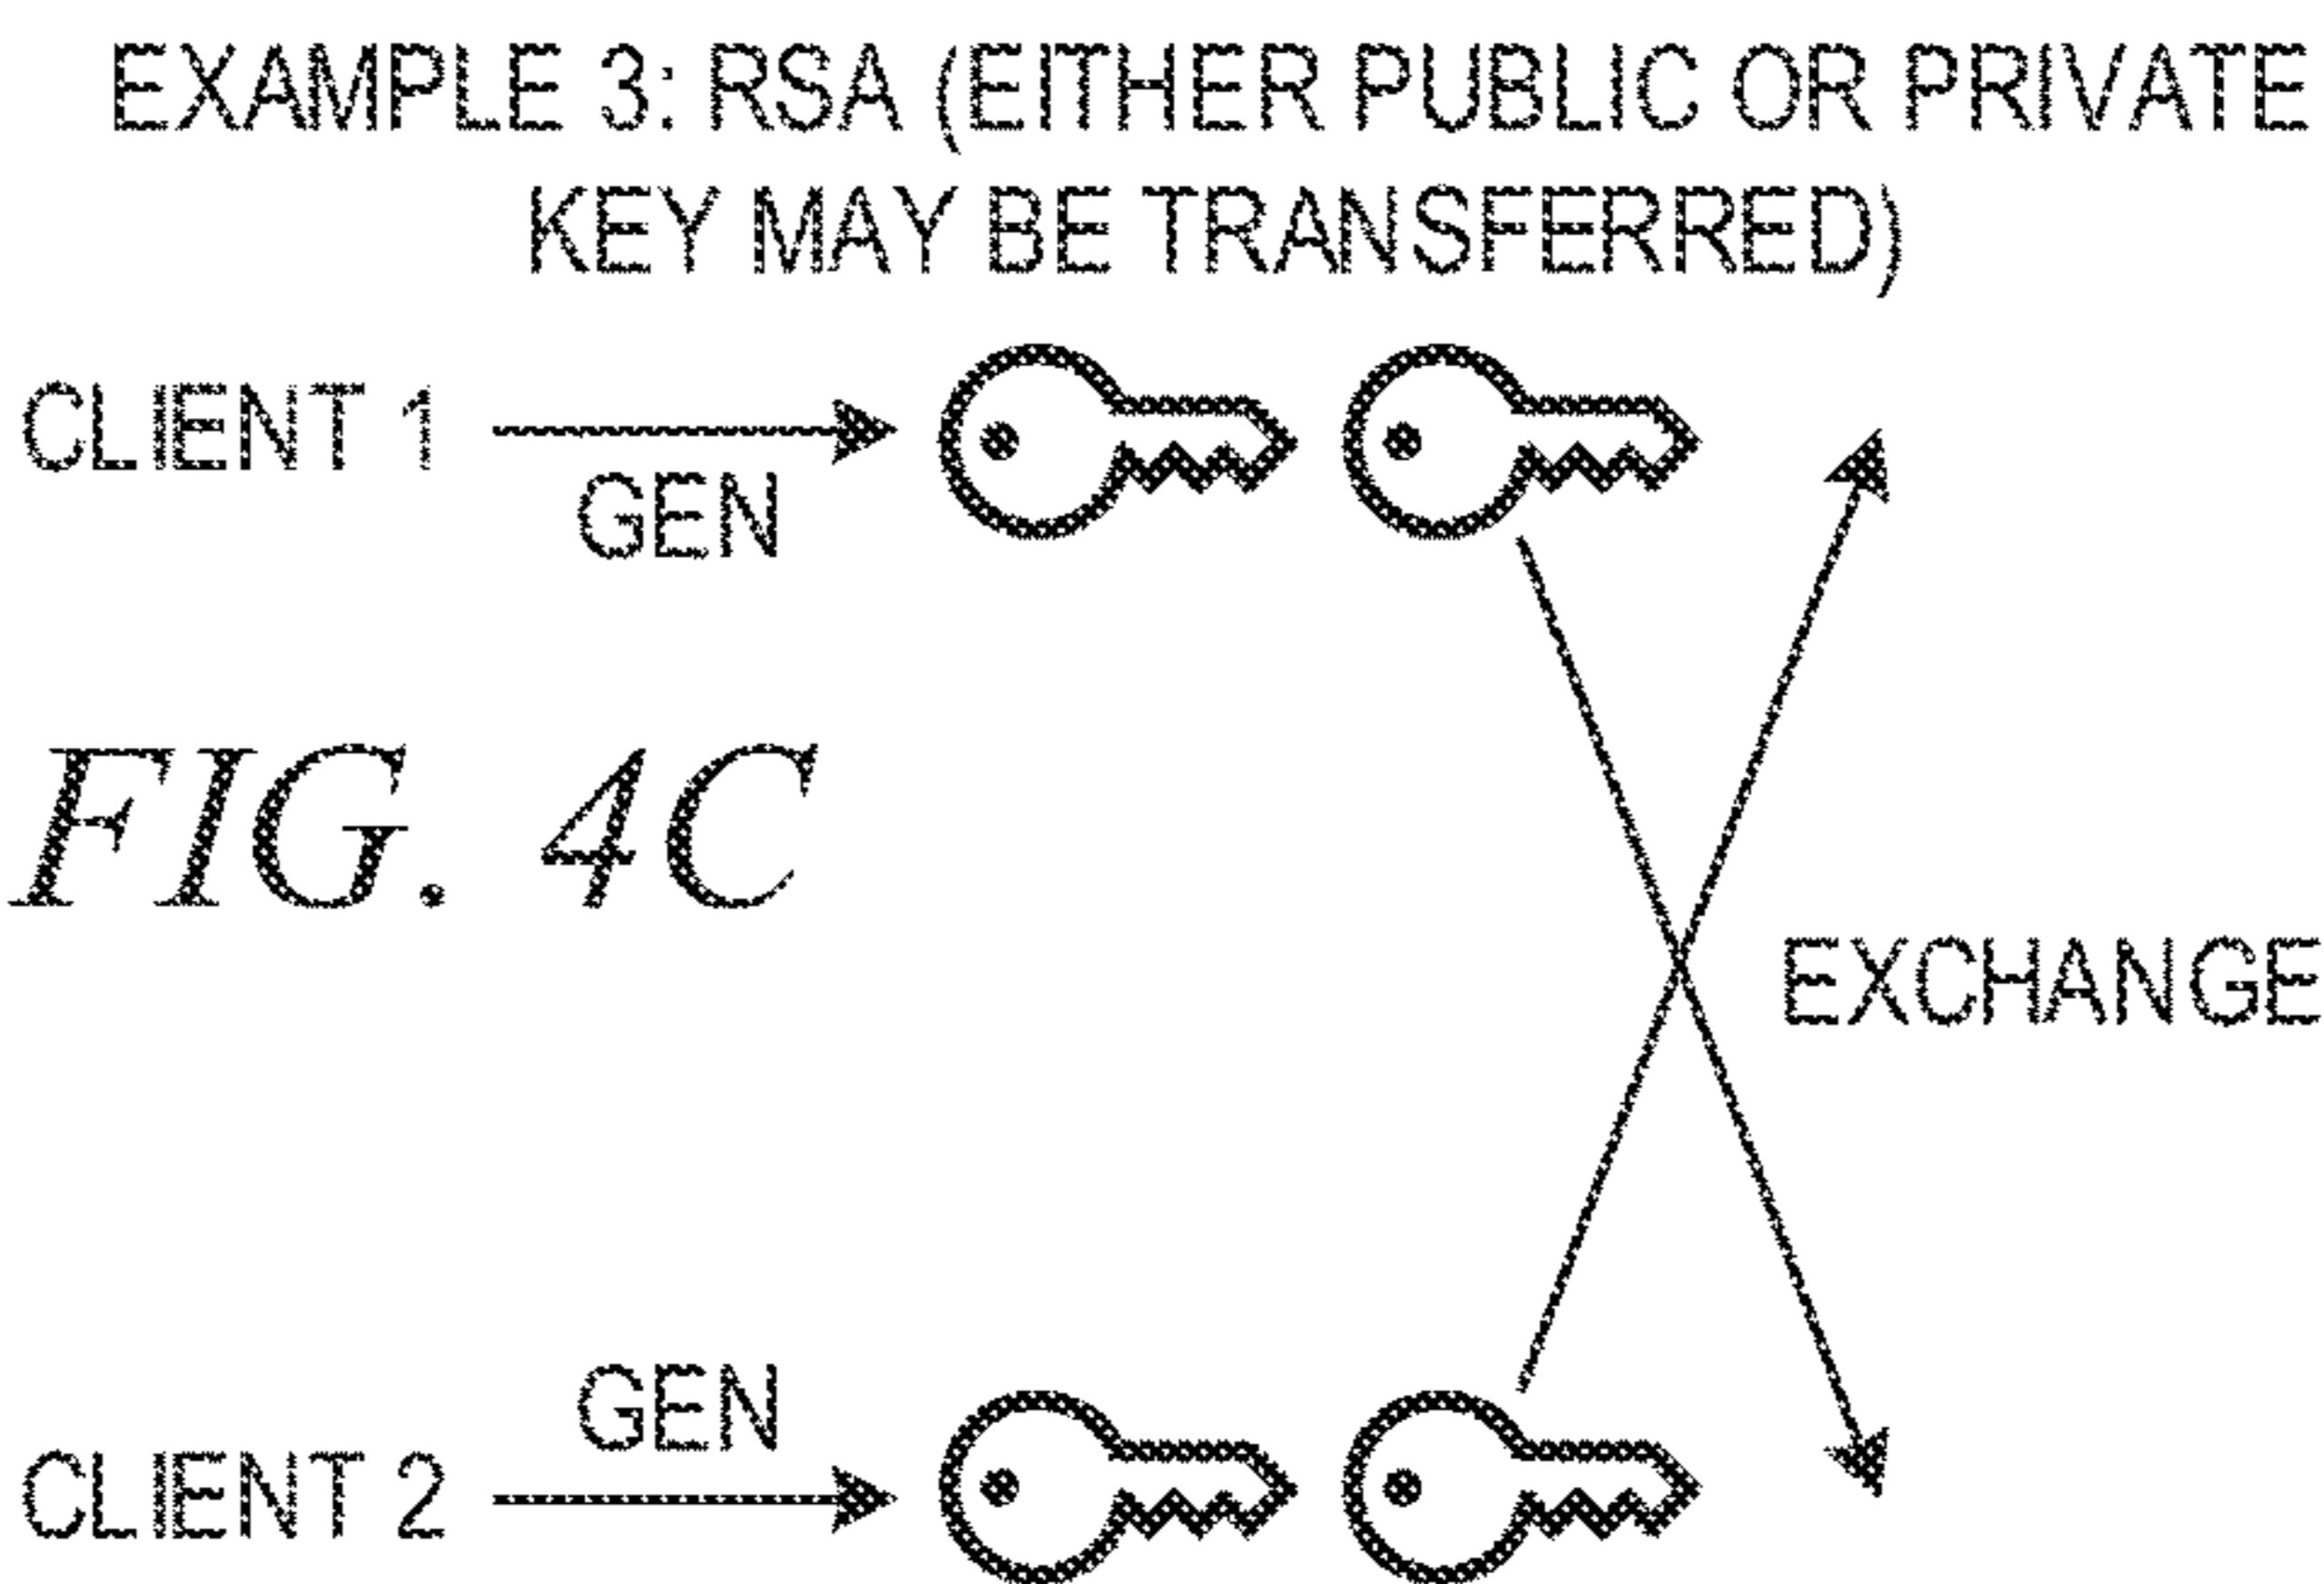 EXAMPLE 3: RSA (EITHER PUBLIC OR PRIVATE
KEY MAY BE TRANSFERRED)
CLIENT 1
GEN
FIG. 4C
EXCHANGE
GEN
CLIENT 2